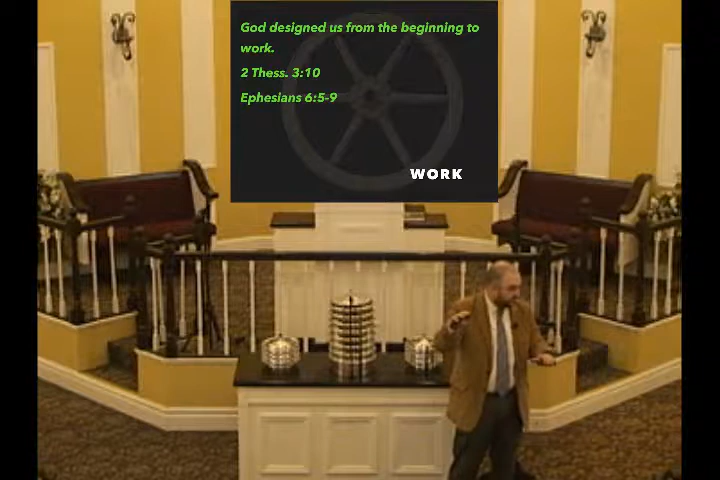 God designed us from the beginning to
work.
2 Thess. 3:10
Ephesians 6:5-9
WORK